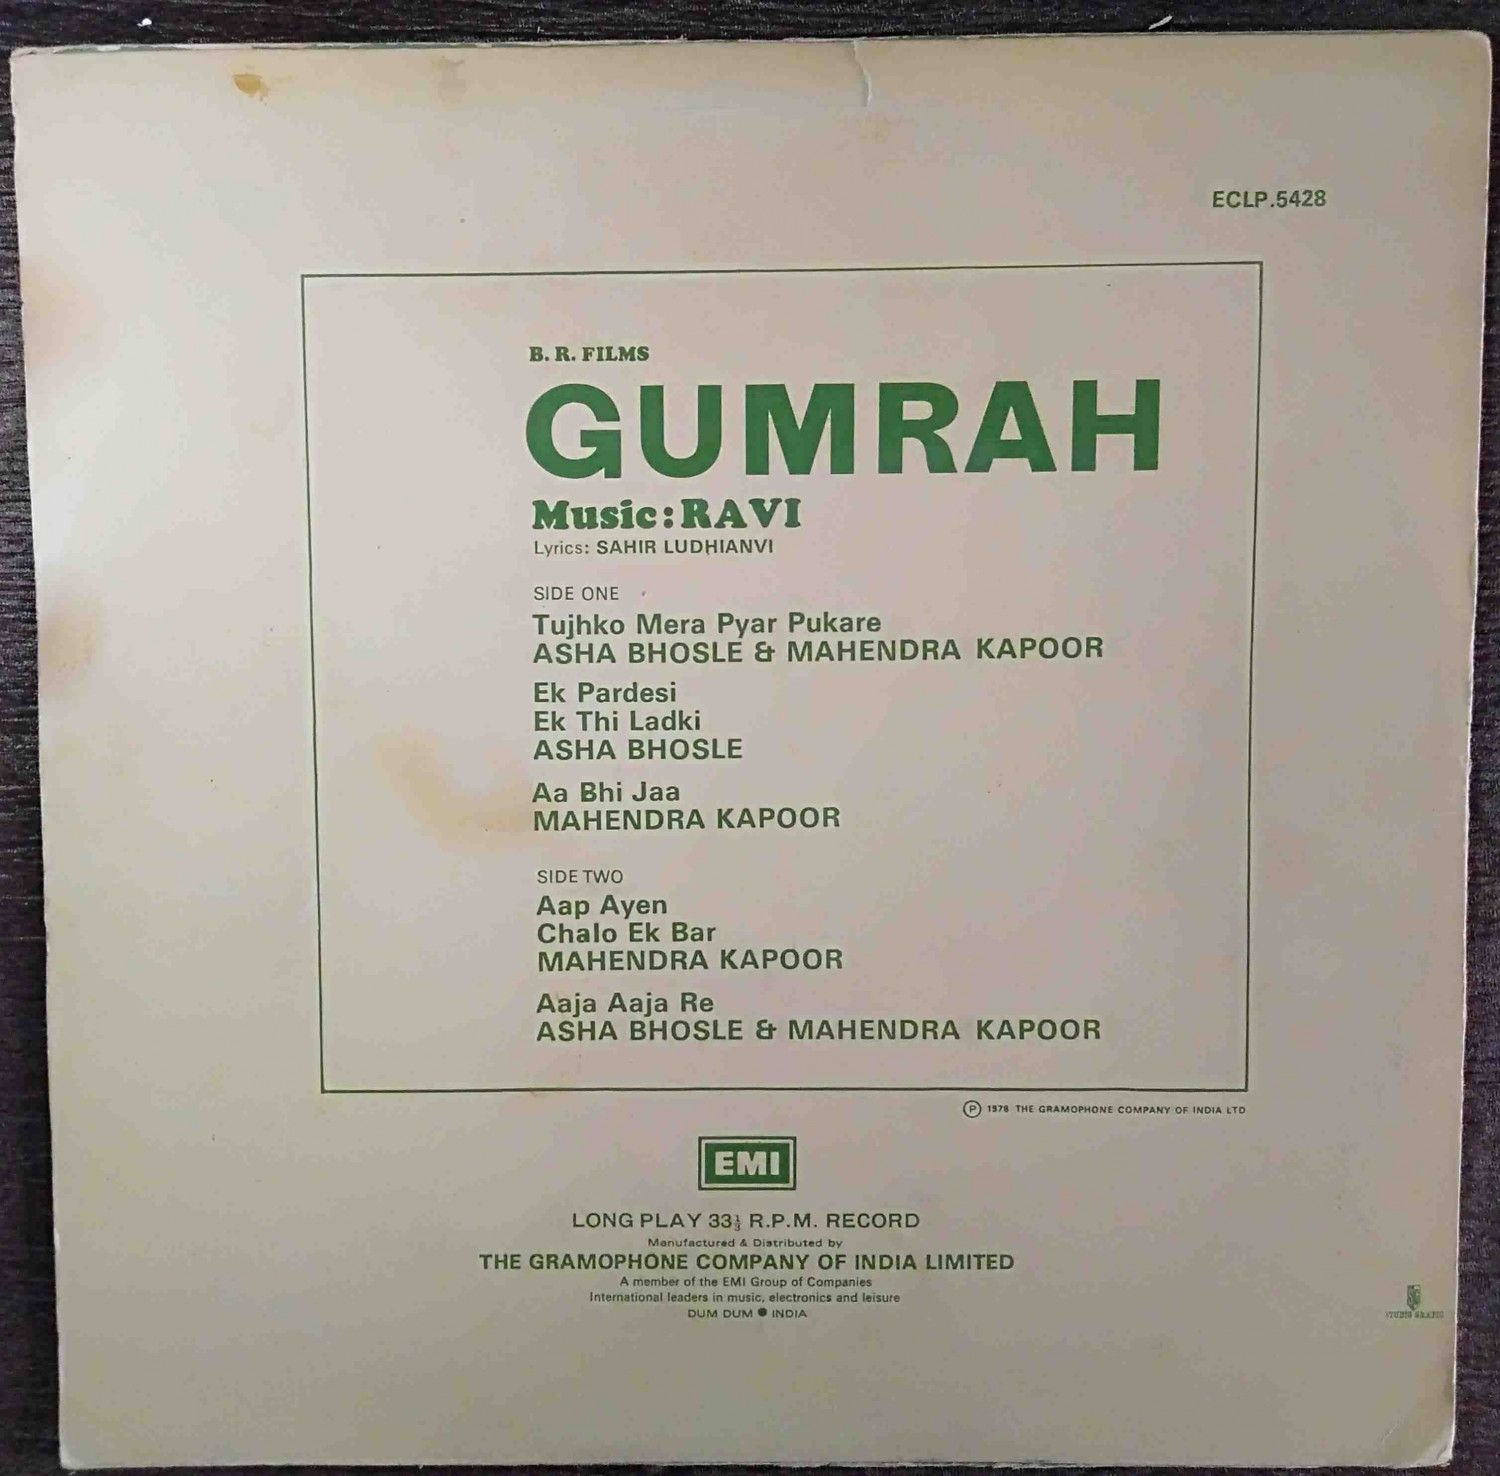 ECLP.5428
B. R. FILMS
GUMRAH
Music: RAVI
Lyrics: SAHIR LUDHIANVI
SIDE ONE
Tujhko Mera Pyar Pukare
ASHA BHOSLE & MAHENDRA KAPOOR
Ek Pardesi
Ek Thi Ladki
ASHA BHOSLE
Aa Bhi Jaa
MAHENDRA KAPOOR
SIDE TWO
Aap Ayen
Chalo Ek Bar
MAHENDRA KAPOOR
Aaja Aaja Re
ASHA BHOSLE & MAHENDRA KAPOOR
Ⓟ 1978 THE GRAMOPHONE COMPANY OF INDIA LTD
EMI
LONG PLAY 33⅓ R.P.M. RECORD
Manufactured & Distributed by
THE GRAMOPHONE COMPANY OF INDIA LIMITED
A member of the EMI Group of Companies
International leaders in music, electronics and leisure
DUM DUM ● INDIA